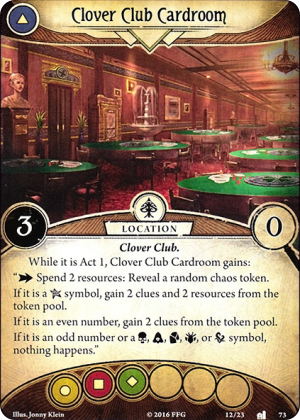 Clover Club Cardroom
3
LOCATION
0
Clover Club.
While it is Act 1, Clover Club Cardroom gains:
" Spend 2 resources: Reveal a random chaos token.
If it is a symbol, gain 2 clues and 2 resources from the
token pool.
If it is an even number, gain 2 clues from the token pool.
If it is an odd number or a , , , , or symbol,
nothing happens."
Illus. Jonny Klein
© 2016 FFG
12/23
73